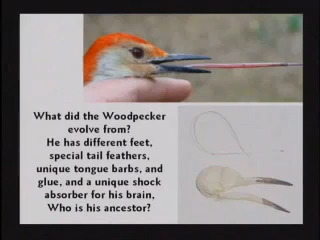 What did the Woodpecker
evolve from?
He has different feet,
special tail feathers,
unique tongue barbs, and
glue, and a unique shock
absorber for his brain,
Who is his ancestor?